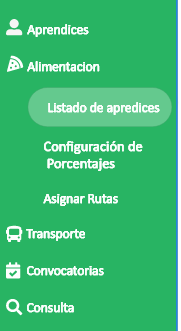 Aprendices
Alimentacion
Listado de apredices
Configuración de
Porcentajes
Asignar Rutas
Transporte
Convocatorias
Consulta